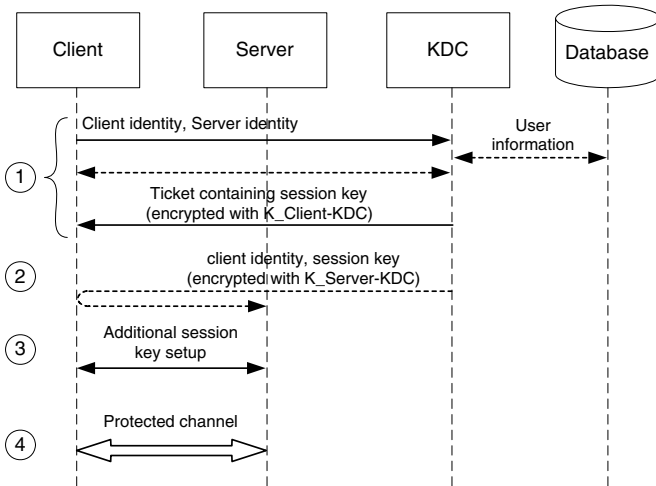 Client
Server
KDC
Database
Client identity, Server identity
User
information
1
Ticket containing session key
(encrypted with K_Client-KDC)
client identity, session key
(encrypted with K_Server-KDC)
2
Additional session
key setup
3
Protected channel
4